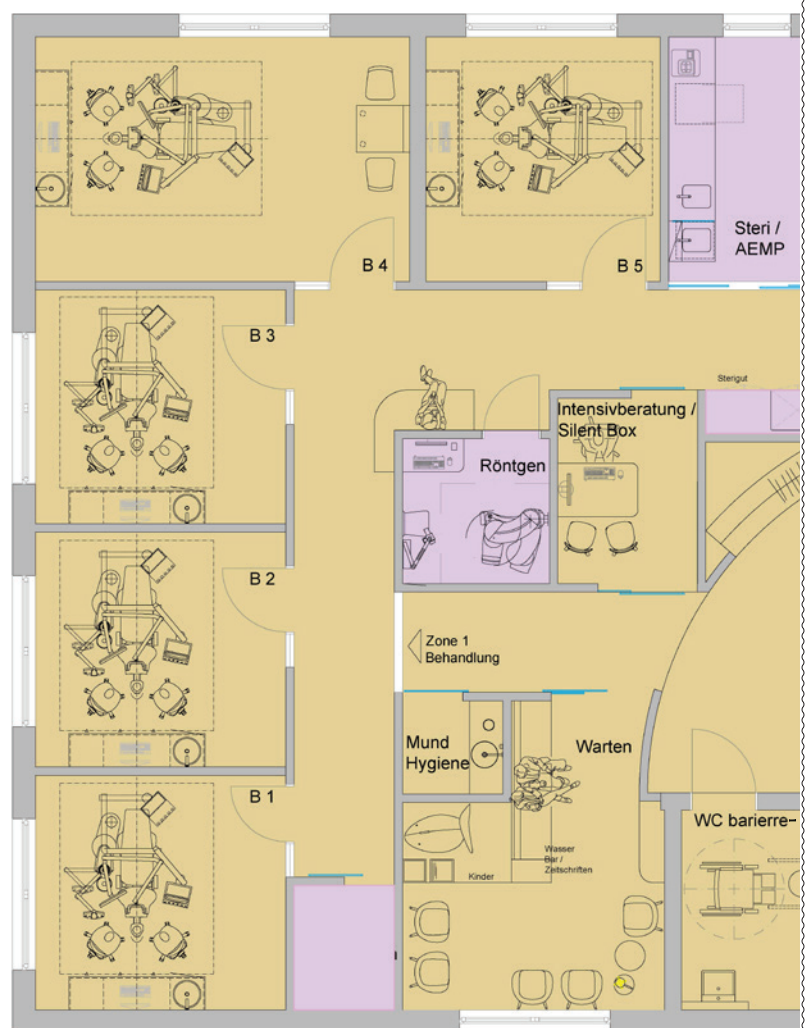 Steri /
AEMP
B 4
B 5
B 3
Sterigut
Intensivberatung /
Silent Box
Röntgen
B 2
Zone 1
Behandlung
Mund
Hygiene
Warten
B 1
WC barierre-
Wasser
Bar /
Zeitschriften
Kinder